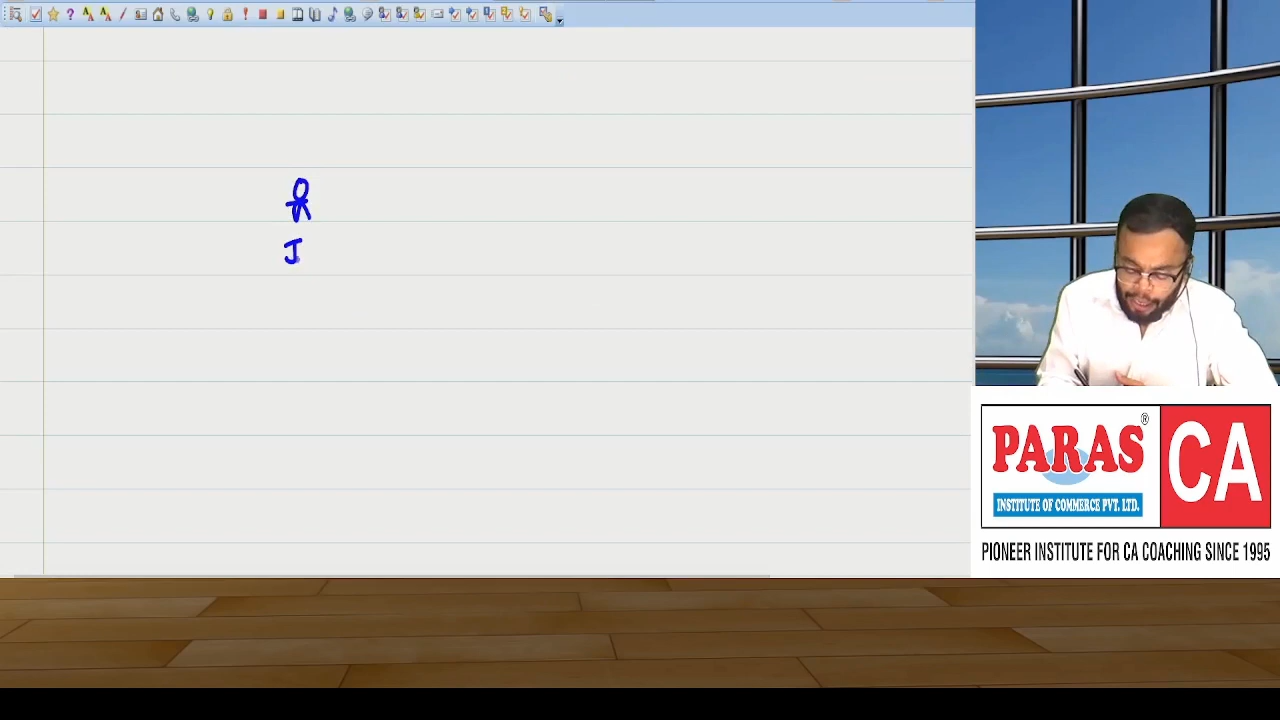 J
PARAS®
INSTITUTE OF COMMERCE PVT. LTD.
CA
PIONEER INSTITUTE FOR CA COACHING SINCE 1995